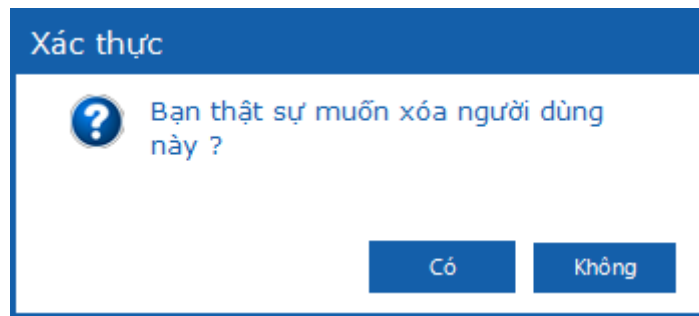 Xác thực
Bạn thật sự muốn xóa người dùng
này ?
Có
Không